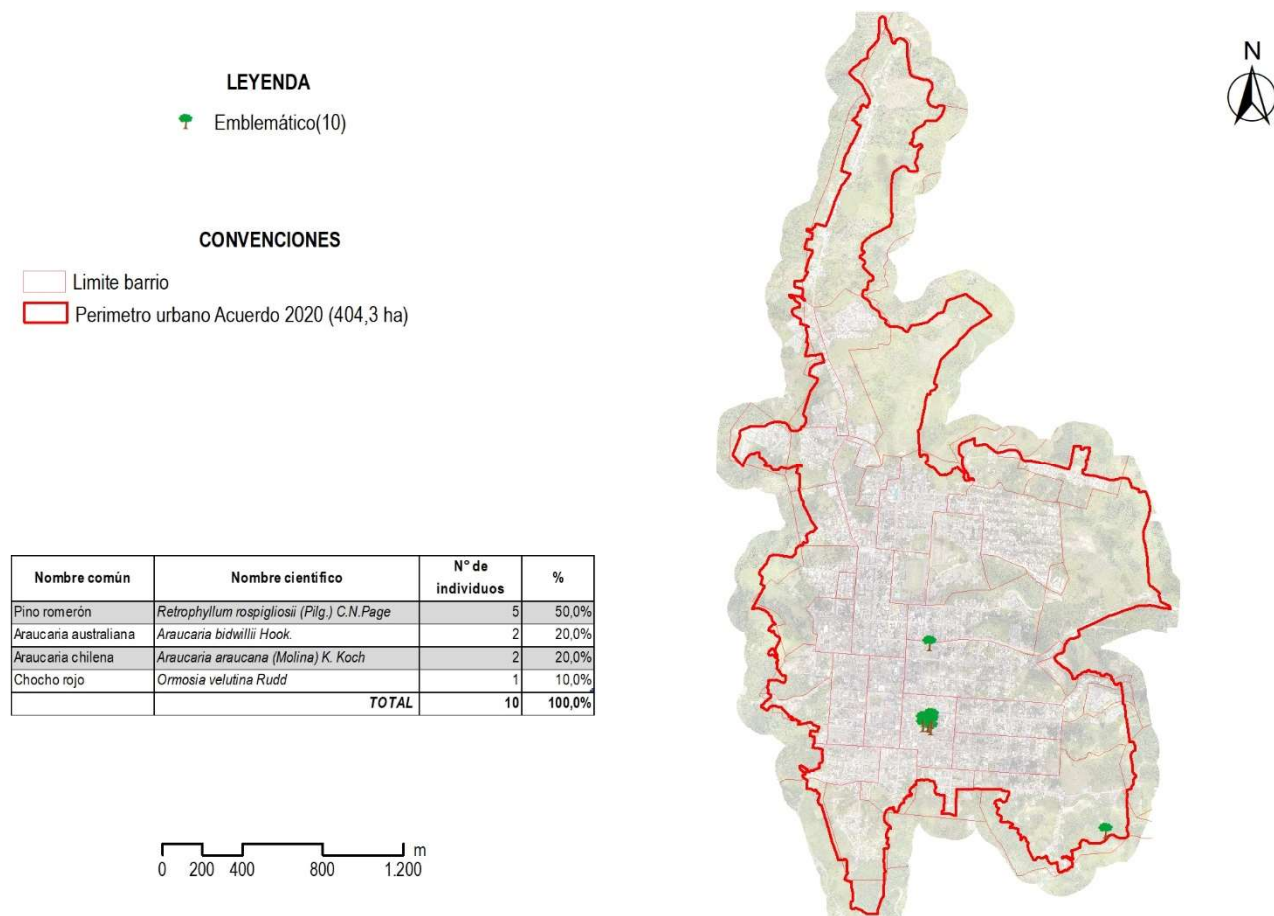 LEYENDA
Emblemático(10)
CONVENCIONES
Limite barrio
Perimetro urbano Acuerdo 2020 (404,3 ha)
Nombre común Nombre cientifico N° de individuos %
Pino romerón Retrophyllum rospigliosii (Pilg.) C.N.Page 5 50,0%
Araucaria australiana Araucaria bidwillii Hook. 2 20,0%
Araucaria chilena Araucaria araucana (Molina) K. Koch 2 20,0%
Chocho rojo Ormosia velutina Rudd 1 10,0%
TOTAL 10 100,0%
0 200 400 800 1.200 m
N